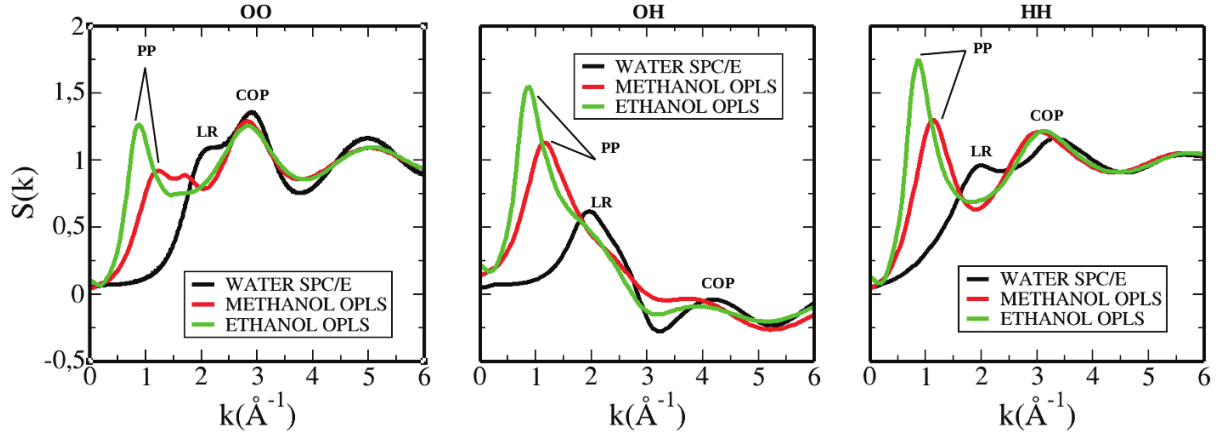 OO
OH
HH
S(k)
2
1,5
1
0,5
0
-0,5
PP
LR
COP
WATER SPC/E
METHANOL OPLS
ETHANOL OPLS
0 1 2 3 4 5 6
k(Å⁻¹)
WATER SPC/E
METHANOL OPLS
ETHANOL OPLS
PP
LR
COP
0 1 2 3 4 5 6
k(Å⁻¹)
PP
COP
LR
WATER SPC/E
METHANOL OPLS
ETHANOL OPLS
0 1 2 3 4 5 6
k(Å⁻¹)